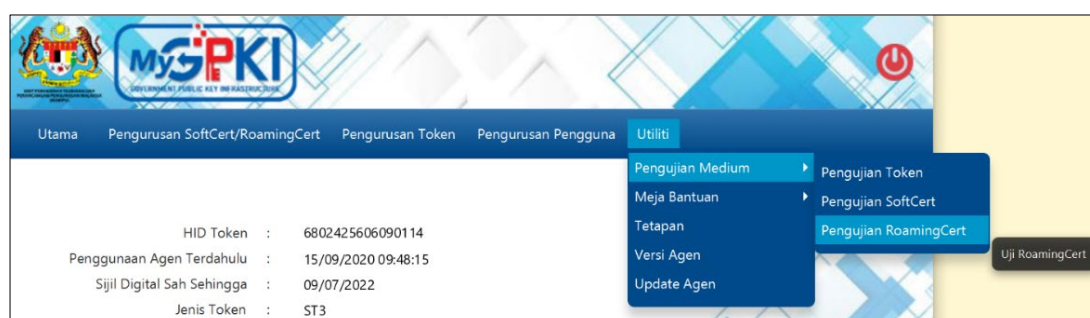 MyGPKI
GOVERNMENT PUBLIC KEY INFRASTRUCTURE
Utama Pengurusan SoftCert/RoamingCert Pengurusan Token Pengurusan Pengguna Utiliti
Pengujian Medium
Meja Bantuan
Tetapan
Versi Agen
Update Agen
Pengujian Token
Pengujian SoftCert
Pengujian RoamingCert
Uji RoamingCert
HID Token : 6802425606090114
Penggunaan Agen Terdahulu : 15/09/2020 09:48:15
Sijil Digital Sah Sehingga : 09/07/2022
Jenis Token : ST3